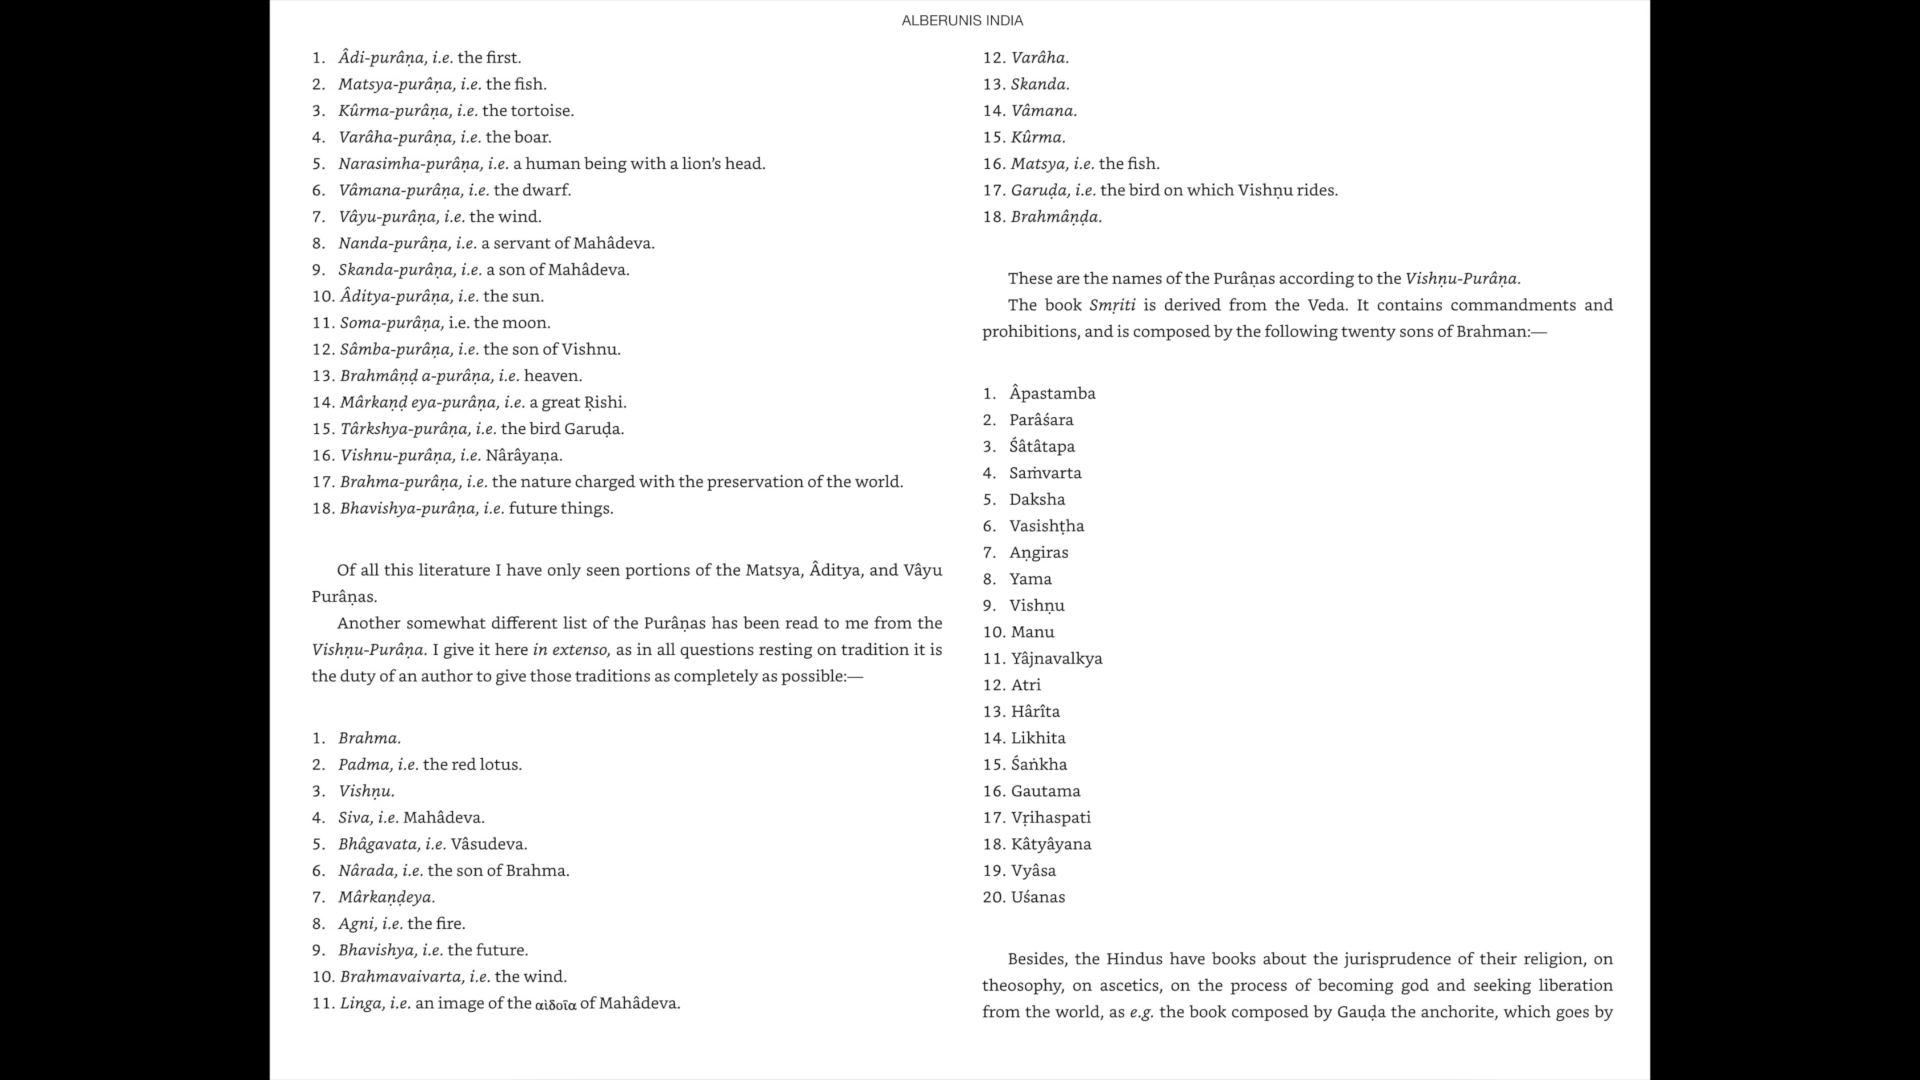 ALBERUNIS INDIA
1. Âdi-purâṇa, i.e. the first.
2. Matsya-purâṇa, i.e. the fish.
3. Kûrma-purâṇa, i.e. the tortoise.
4. Varâha-purâṇa, i.e. the boar.
5. Narasimha-purâṇa, i.e. a human being with a lion’s head.
6. Vâmana-purâṇa, i.e. the dwarf.
7. Vâyu-purâṇa, i.e. the wind.
8. Nanda-purâṇa, i.e. a servant of Mahâdeva.
9. Skanda-purâṇa, i.e. a son of Mahâdeva.
10. Âditya-purâṇa, i.e. the sun.
11. Soma-purâṇa, i.e. the moon.
12. Sâmba-purâṇa, i.e. the son of Vishnu.
13. Brahmâṇḍ a-purâṇa, i.e. heaven.
14. Mârkaṇḍ eya-purâṇa, i.e. a great Ṛishi.
15. Târkshya-purâṇa, i.e. the bird Garuḍa.
16. Vishnu-purâṇa, i.e. Nârâyaṇa.
17. Brahma-purâṇa, i.e. the nature charged with the preservation of the world.
18. Bhavishya-purâṇa, i.e. future things.
Of all this literature I have only seen portions of the Matsya, Âditya, and Vâyu
Purâṇas.
Another somewhat different list of the Purâṇas has been read to me from the
Vishṇu-Purâṇa. I give it here in extenso, as in all questions resting on tradition it is
the duty of an author to give those traditions as completely as possible:—
1. Brahma.
2. Padma, i.e. the red lotus.
3. Vishṇu.
4. Siva, i.e. Mahâdeva.
5. Bhâgavata, i.e. Vâsudeva.
6. Nârada, i.e. the son of Brahma.
7. Mârkaṇḍeya.
8. Agni, i.e. the fire.
9. Bhavishya, i.e. the future.
10. Brahmavaivarta, i.e. the wind.
11. Linga, i.e. an image of the αἰδοῖα of Mahâdeva.
12. Varâha.
13. Skanda.
14. Vâmana.
15. Kûrma.
16. Matsya, i.e. the fish.
17. Garuḍa, i.e. the bird on which Vishṇu rides.
18. Brahmâṇḍa.
These are the names of the Purâṇas according to the Vishṇu-Purâṇa.
The book Smṛiti is derived from the Veda. It contains commandments and
prohibitions, and is composed by the following twenty sons of Brahman:—
1. Âpastamba
2. Parâśara
3. Śâtâtapa
4. Saṁvarta
5. Daksha
6. Vasishṭha
7. Aṇgiras
8. Yama
9. Vishṇu
10. Manu
11. Yâjnavalkya
12. Atri
13. Hârîta
14. Likhita
15. Śaṅkha
16. Gautama
17. Vṛihaspati
18. Kâtyâyana
19. Vyâsa
20. Uśanas
Besides, the Hindus have books about the jurisprudence of their religion, on
theosophy, on ascetics, on the process of becoming god and seeking liberation
from the world, as e.g. the book composed by Gauḍa the anchorite, which goes by